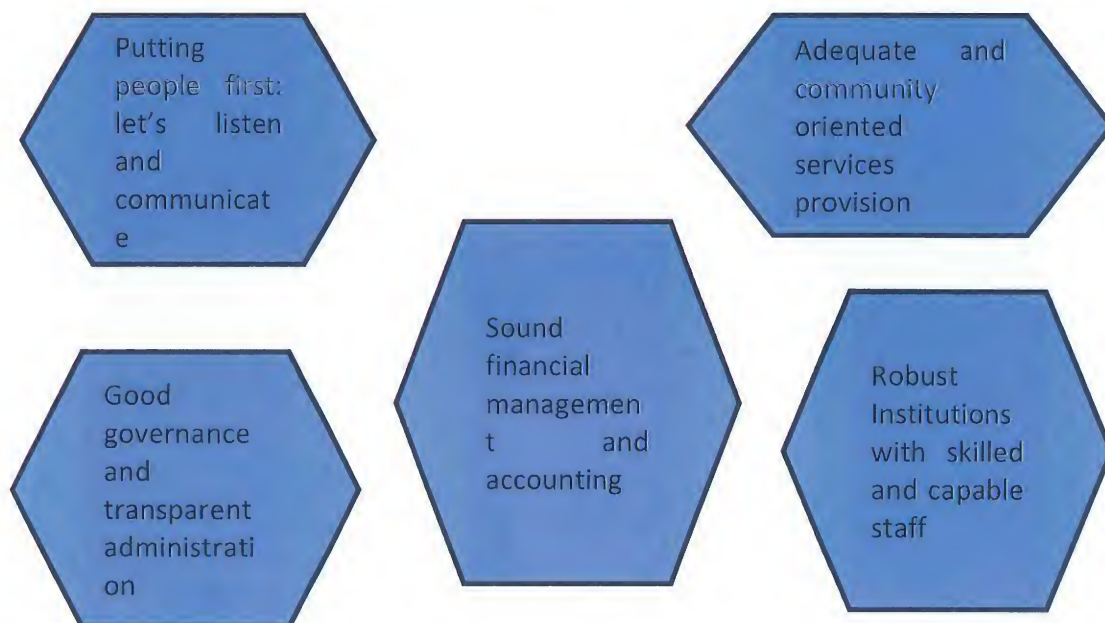 Putting
people first:
let's listen
and
communicat
e
Adequate and
community
oriented
services
provision
Sound
financial
managemen
t and
accounting
Good
governance
and
transparent
administrati
on
Robust
Institutions
with skilled
and capable
staff